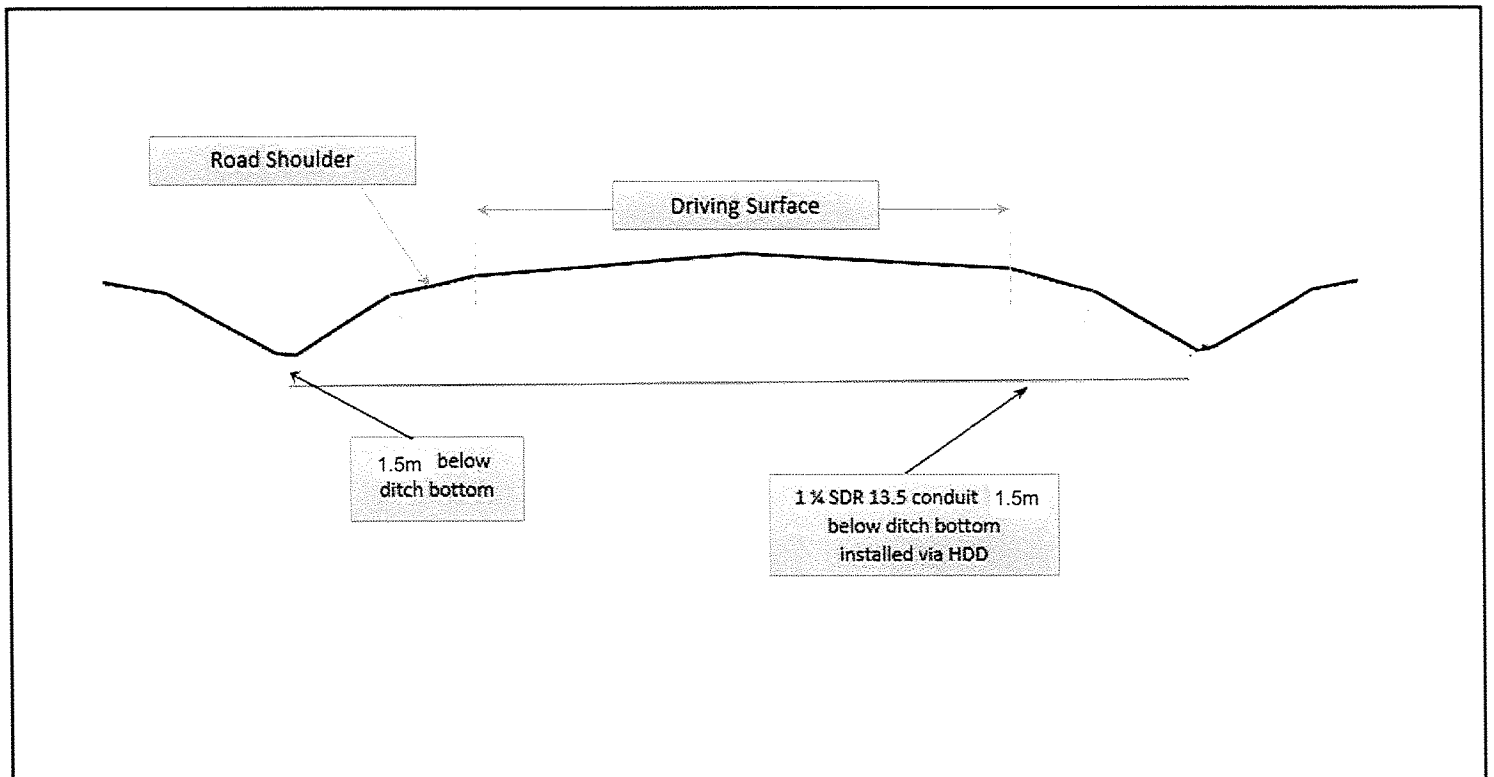 Road Shoulder
Driving Surface
1.5m below
ditch bottom
1 ¼ SDR 13.5 conduit 1.5m
below ditch bottom
installed via HDD